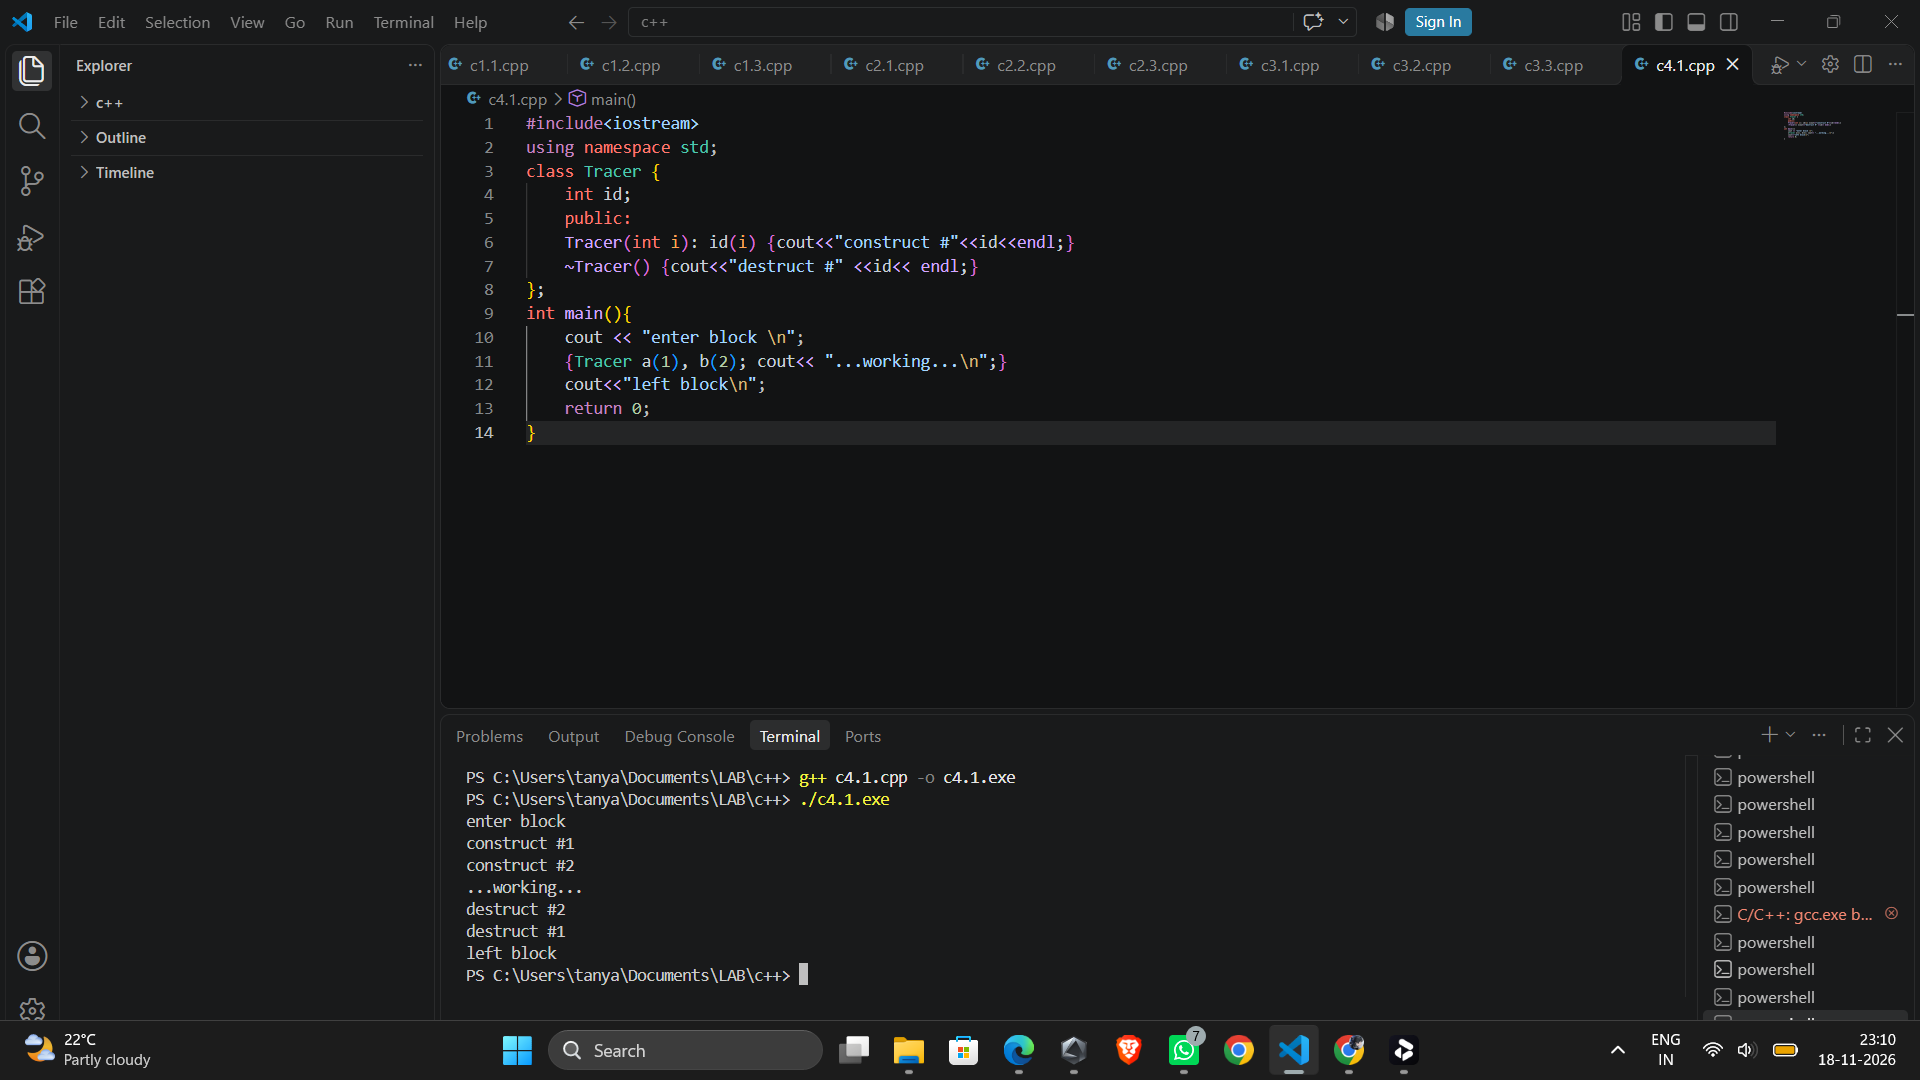 File Edit Selection View Go Run Terminal Help
c++
Sign In
Explorer
c++
Outline
Timeline
c1.1.cpp c1.2.cpp c1.3.cpp c2.1.cpp c2.2.cpp c2.3.cpp c3.1.cpp c3.2.cpp c3.3.cpp c4.1.cpp
c4.1.cpp > main()
1 #include<iostream>
2 using namespace std;
3 class Tracer {
4 int id;
5 public:
6 Tracer(int i): id(i) {cout<<"construct #"<<id<<endl;}
7 ~Tracer() {cout<<"destruct #" <<id<< endl;}
8 };
9 int main(){
10 cout << "enter block \n";
11 {Tracer a(1), b(2); cout<< "...working...\n";}
12 cout<<"left block\n";
13 return 0;
14 }
Problems Output Debug Console Terminal Ports
PS C:\Users\tanya\Documents\LAB\c++> g++ c4.1.cpp -o c4.1.exe
PS C:\Users\tanya\Documents\LAB\c++> ./c4.1.exe
enter block
construct #1
construct #2
...working...
destruct #2
destruct #1
left block
PS C:\Users\tanya\Documents\LAB\c++>
powershell
powershell
powershell
powershell
powershell
C/C++: gcc.exe b...
powershell
powershell
powershell
22°C
Partly cloudy
Search
7
ENG
IN
23:10
18-11-2026